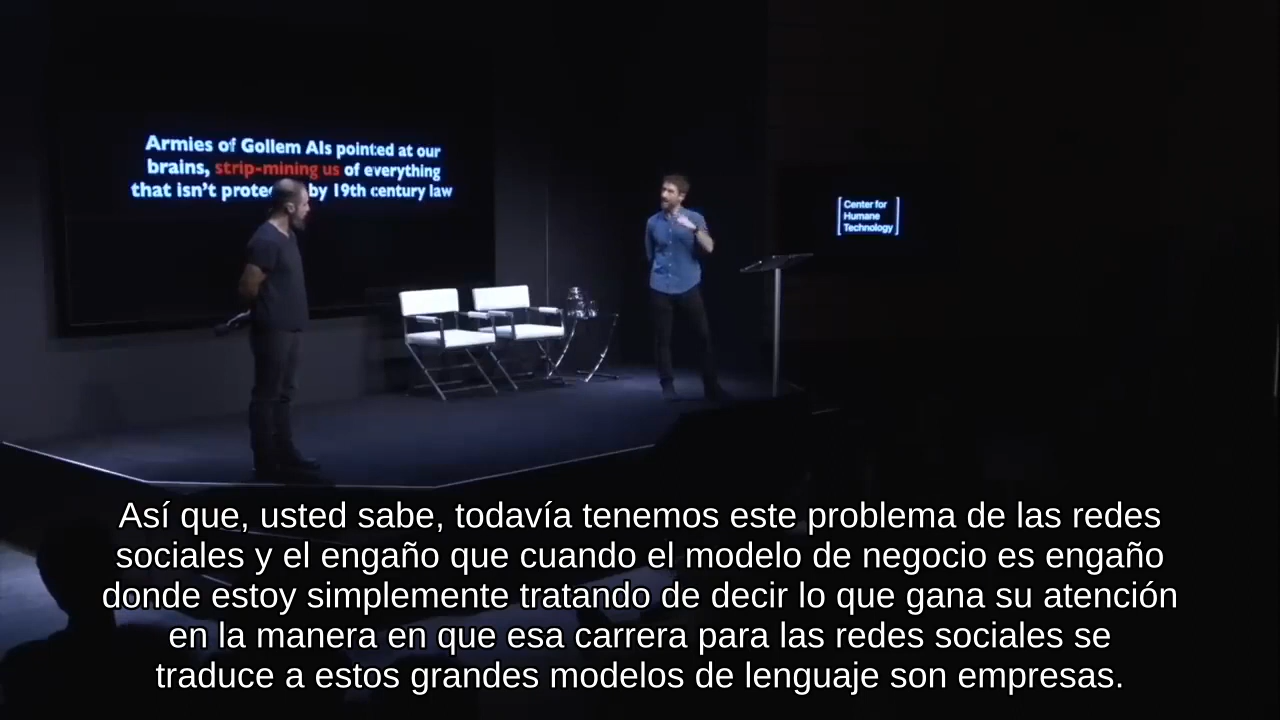 Armies of Gollem AIs pointed at our
brains, strip-mining us of everything
that isn't by 19th century law
Center for
Humane
Technology
Así que, usted sabe, todavía tenemos este problema de las redes
sociales y el engaño que cuando el modelo de negocio es engaño
donde estoy simplemente tratando de decir lo que gana su atención
en la manera en que esa carrera para las redes sociales se
traduce a estos grandes modelos de lenguaje son empresas.